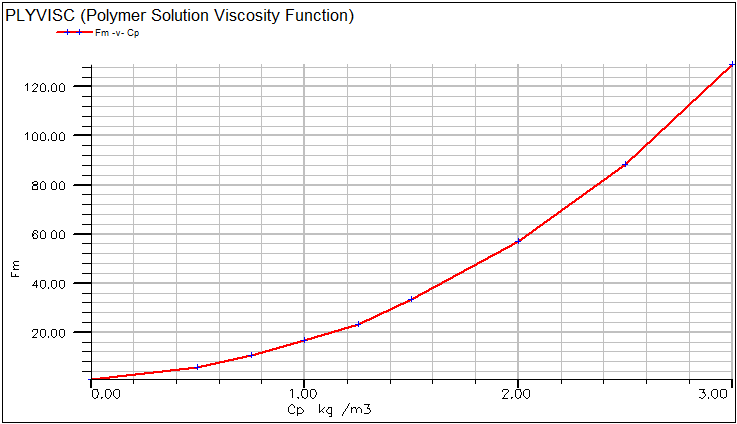 PLYVISC (Polymer Solution Viscosity Function)
Fm -v- Cp
120.00
100.00
80.00
60.00
40.00
20.00
Fm
0.00 1.00 2.00 3.00
Cp kg /m3